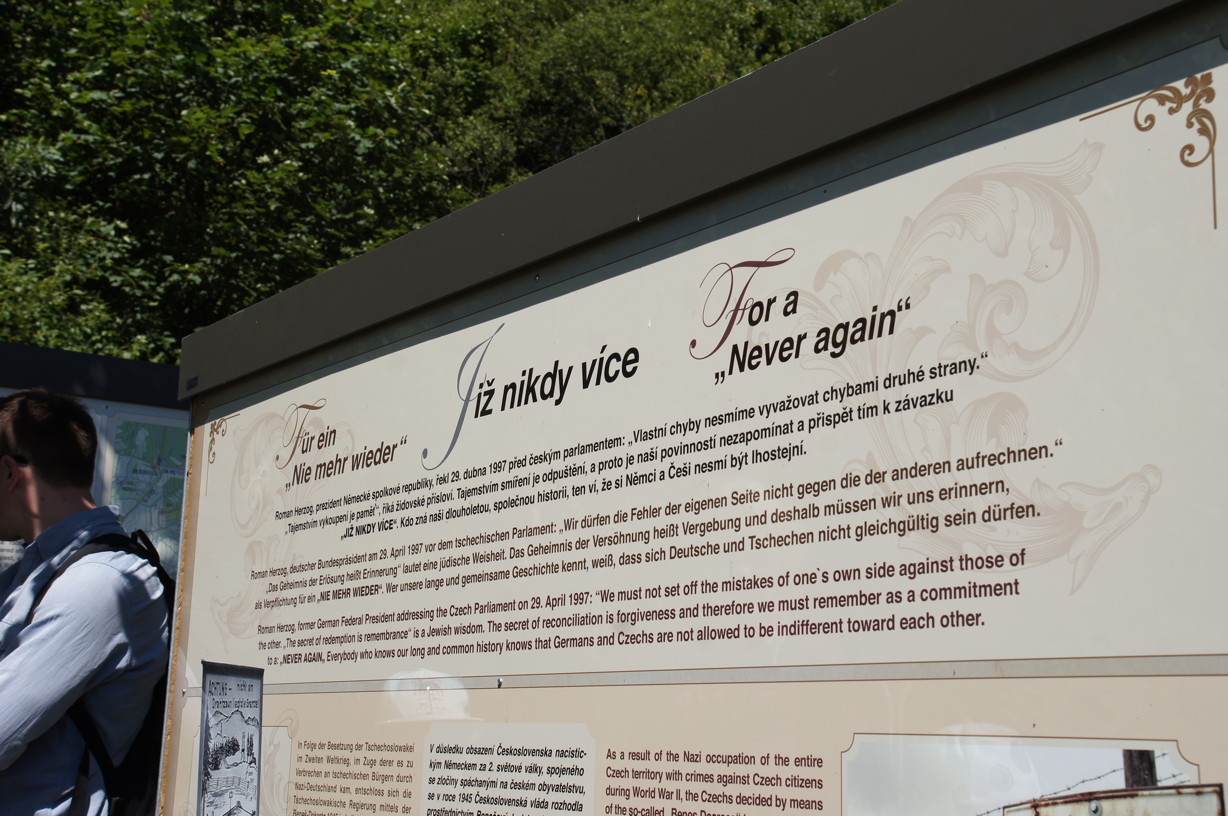 Für ein
„Nie mehr wieder“
Již nikdy více
For a
„Never again“
Roman Herzog, prezident Německé spolkové republiky, řekl 29. dubna 1997 před českým parlamentem: „Vlastní chyby nesmíme vyvažovat chybami druhé strany.“
„Tajemstvím vykoupení je paměť“, říká židovské přísloví. Tajemstvím smíření je odpuštění, a proto je naší povinností nezapomínat a přispět tím k závazku
„JIŽ NIKDY VÍCE“. Kdo zná naši dlouholetou, společnou historii, ten ví, že si Němci a Češi nesmí být lhostejní.
Roman Herzog, deutscher Bundespräsident am 29. April 1997 vor dem tschechischen Parlament: „Wir dürfen die Fehler der eigenen Seite nicht gegen die der anderen aufrechnen.“
„Das Geheimnis der Erlösung heißt Erinnerung“ lautet eine jüdische Weisheit. Das Geheimnis der Versöhnung heißt Vergebung und deshalb müssen wir uns erinnern,
als Verpflichtung für ein „NIE MEHR WIEDER“. Wer unsere lange und gemeinsame Geschichte kennt, weiß, dass sich Deutsche und Tschechen nicht gleichgültig sein dürfen.
Roman Herzog, former German Federal President addressing the Czech Parliament on 29. April 1997: “We must not set off the mistakes of one`s own side against those of
the other. „The secret of redemption is remembrance“ is a Jewish wisdom. The secret of reconciliation is forgiveness and therefore we must remember as a commitment
to a: „NEVER AGAIN„ Everybody who knows our long and common history knows that Germans and Czechs are not allowed to be indifferent toward each other.
ACHTUNG – nicht an
In Folge der Besetzung der Tschechoslowakei
im Zweiten Weltkrieg, im Zuge derer es zu
Verbrechen an tschechischen Bürgern durch
Nazi-Deutschland kam, entschloss sich die
Tschechoslowakische Regierung mittels der
V důsledku obsazení Československa nacistic-
kým Německem za 2. světové války, spojeného
se zločiny spáchanými na českém obyvatelstvu,
se v roce 1945 Československá vláda rozhodla
prostřednictvím
As a result of the Nazi occupation of the entire
Czech territory with crimes against Czech citizens
during World War II, the Czechs decided by means
of the so-called